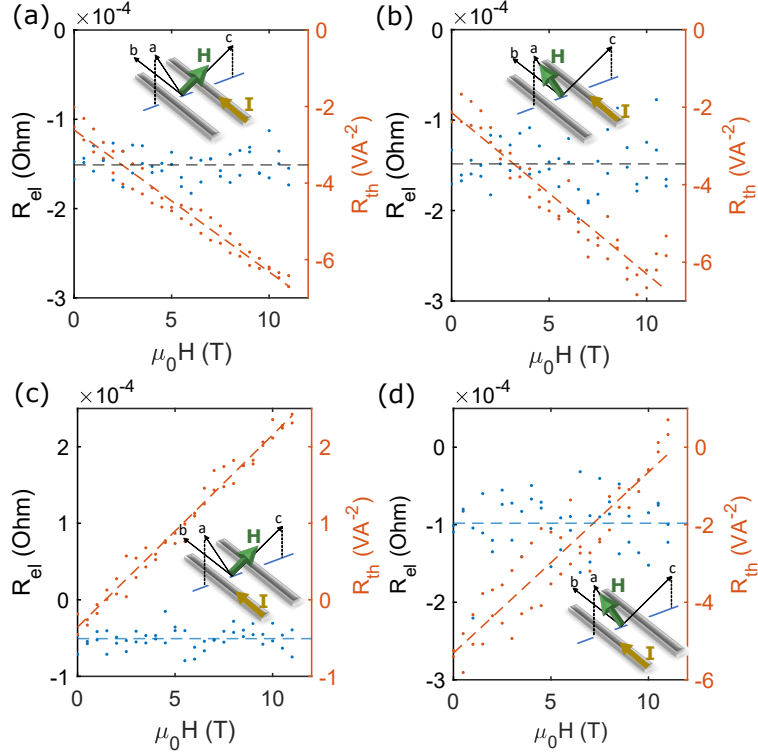 (a)
×10⁻⁴
0
-1
-2
-3
R_el (Ohm)
0
-2
-4
-6
R_th (VA⁻²)
0
5
10
μ₀H (T)
b
a
H
c
I
(b)
×10⁻⁴
0
-1
-2
-3
R_el (Ohm)
0
-2
-4
-6
R_th (VA⁻²)
0
5
10
μ₀H (T)
b
a
H
c
I
(c)
×10⁻⁴
2
1
0
-1
R_el (Ohm)
2
1
0
-1
R_th (VA⁻²)
0
5
10
μ₀H (T)
b
a
H
c
I
(d)
×10⁻⁴
0
-1
-2
-3
R_el (Ohm)
0
-2
-4
-6
R_th (VA⁻²)
0
5
10
μ₀H (T)
b
a
H
c
I